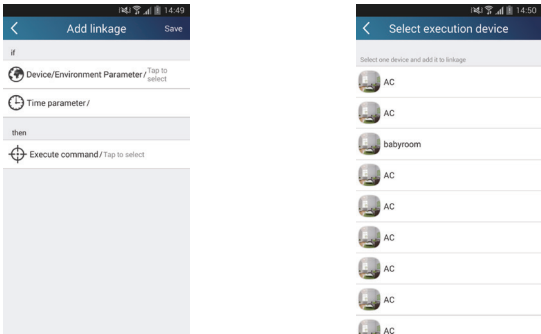 14:49
Add linkage Save
if
Device/Environment Parameter/Tap to
select
Time parameter/
then
Execute command/Tap to select
14:50
Select execution device
Select one device and add it to linkage
AC
AC
babyroom
AC
AC
AC
AC
AC
AC